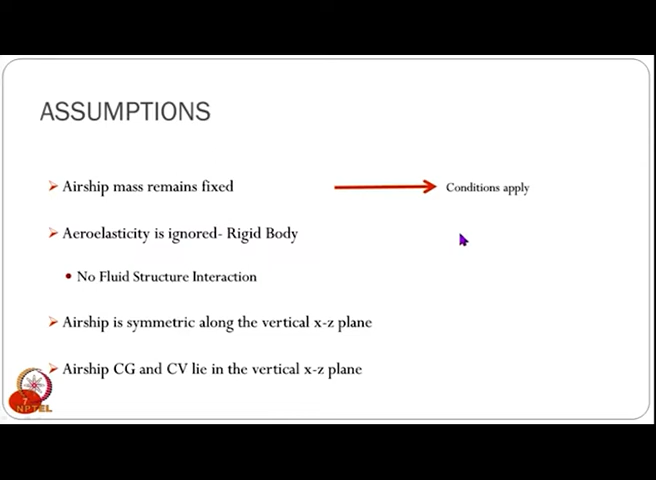 ASSUMPTIONS
Airship mass remains fixed
Conditions apply
Aeroelasticity is ignored- Rigid Body
No Fluid Structure Interaction
Airship is symmetric along the vertical x-z plane
Airship CG and CV lie in the vertical x-z plane
7
NPTEL